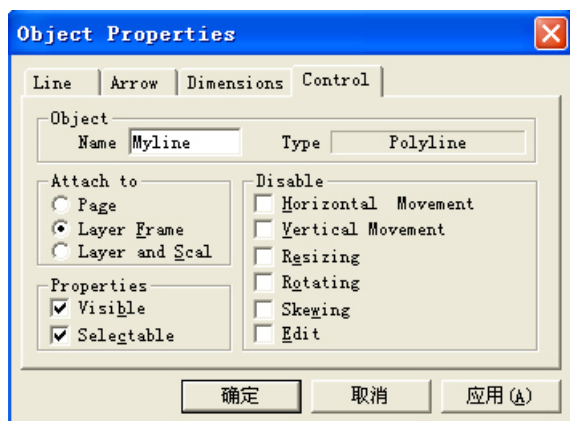 Object Properties
Line Arrow Dimensions Control
Object
Name Myline Type Polyline
Attach to
Page
Layer Frame
Layer and Scal
Properties
Visible
Selectable
Disable
Horizontal Movement
Vertical Movement
Resizing
Rotating
Skewing
Edit
确定 取消 应用(A)